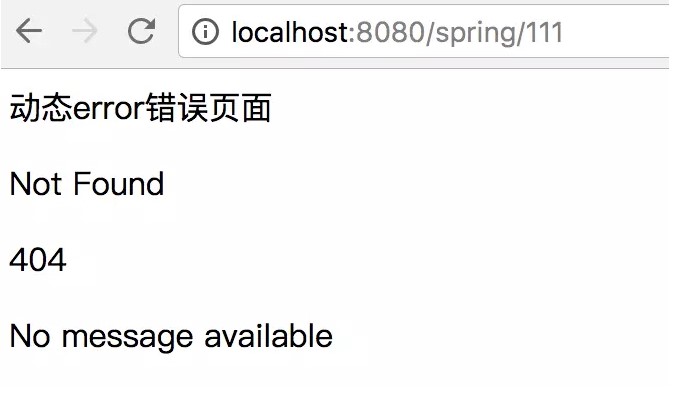 localhost:8080/spring/111
动态error错误页面
Not Found
404
No message available